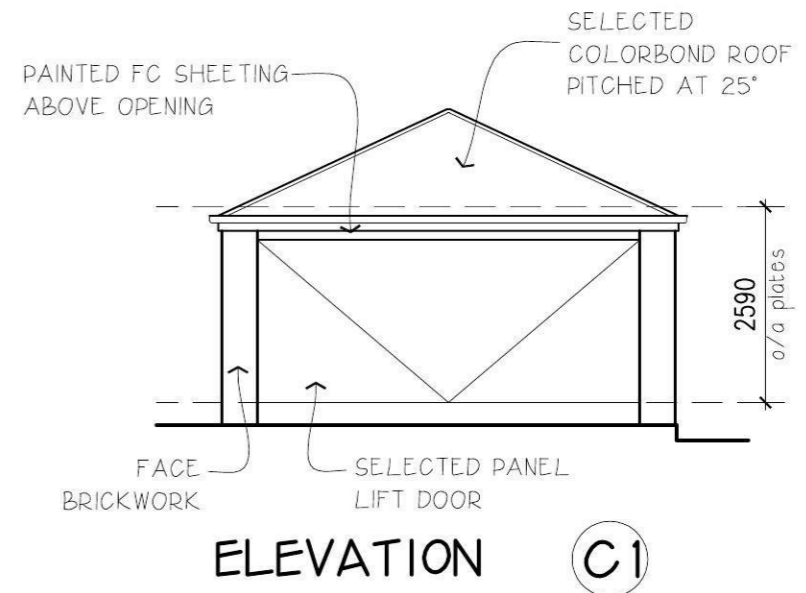 SELECTED
COLORBOND ROOF
PITCHED AT 25°
PAINTED FC SHEETING
ABOVE OPENING
2590
o/a plates
FACE
BRICKWORK
SELECTED PANEL
LIFT DOOR
ELEVATION C1